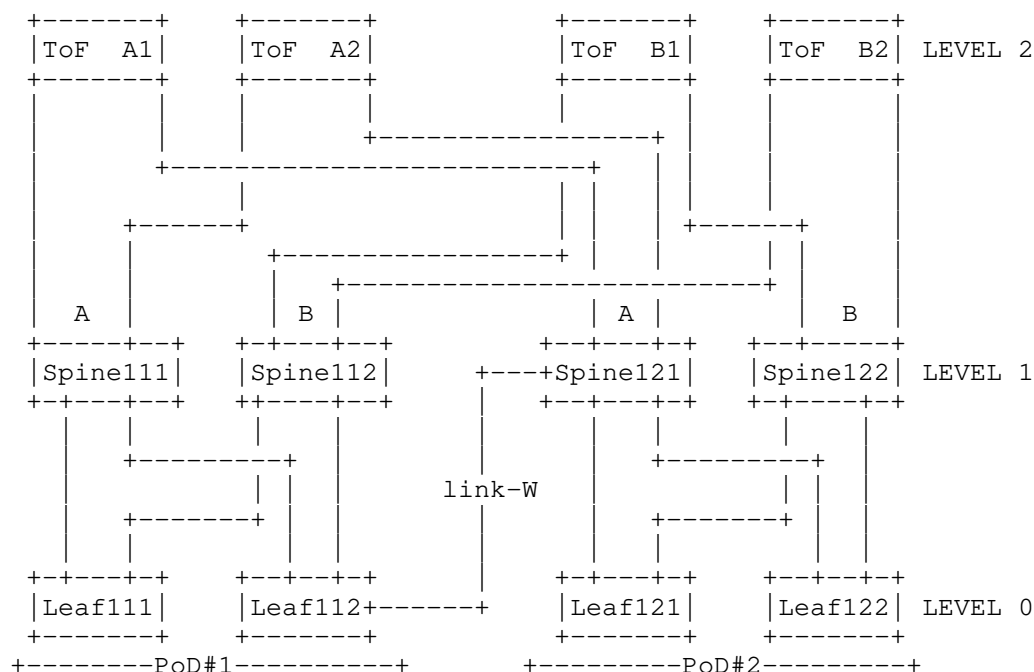 ToF A1 ToF A2 ToF B1 ToF B2 LEVEL 2
A B A B
Spine111 Spine112 Spine121 Spine122 LEVEL 1
link-W
Leaf111 Leaf112 Leaf121 Leaf122 LEVEL 0
PoD#1 PoD#2